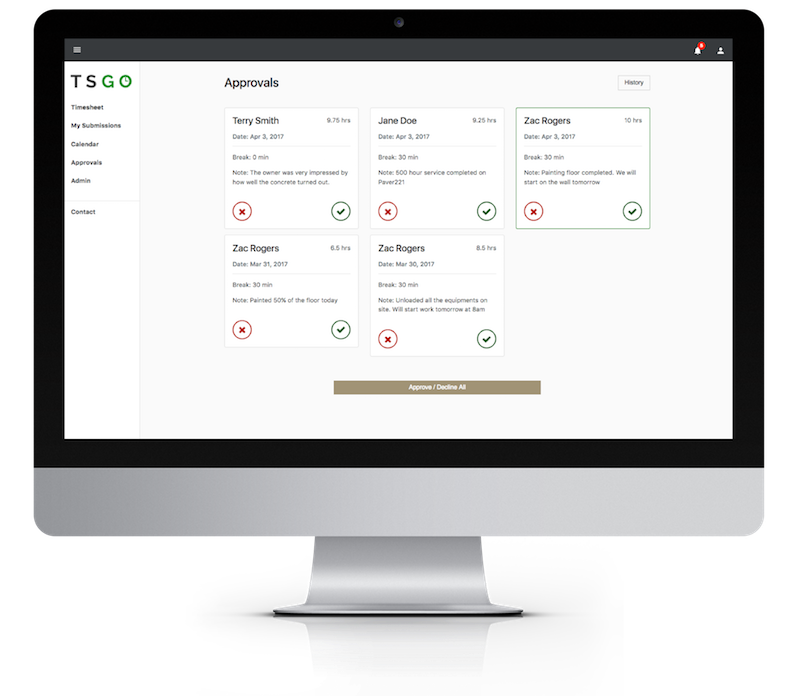 TSGO
Timesheet
My Submissions
Calendar
Approvals
Admin
Contact
Approvals
History
Terry Smith
9.75 hrs
Date: Apr 3, 2017
Break: 0 min
Note: The owner was very impressed by
how well the concrete turned out.
Jane Doe
9.25 hrs
Date: Apr 3, 2017
Break: 30 min
Note: 500 hour service completed on
Paver221
Zac Rogers
10 hrs
Date: Apr 3, 2017
Break: 30 min
Note: Painting floor completed. We will
start on the wall tomorrow
Zac Rogers
6.5 hrs
Date: Mar 31, 2017
Break: 30 min
Note: Painted 50% of the floor today
Zac Rogers
8.5 hrs
Date: Mar 30, 2017
Break: 30 min
Note: Unloaded all the equipments on
site. Will start work tomorrow at 8am
Approve / Decline All